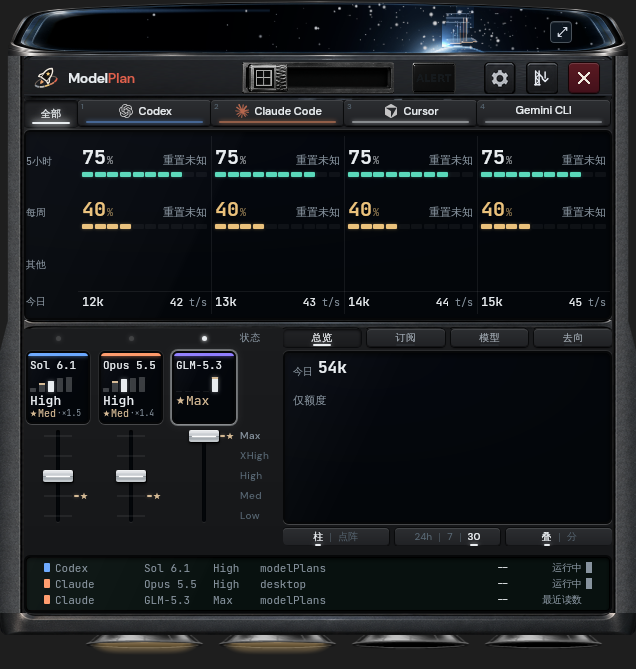 ModelPlan
ALERT
全部
1 Codex
2 Claude Code
3 Cursor
4 Gemini CLI
5小时 75% 重置未知 75% 重置未知 75% 重置未知 75% 重置未知
每周 40% 重置未知 40% 重置未知 40% 重置未知 40% 重置未知
其他
今日 12k 42 t/s 13k 43 t/s 14k 44 t/s 15k 45 t/s
状态
总览 订阅 模型 去向
Sol 6.1
High
★Med·×1.5
Opus 5.5
High
★Med·×1.4
GLM-5.3
★Max
Max
XHigh
High
Med
Low
今日 54k
仅额度
柱 | 点阵
24h | 7 | 30
叠 | 分
Codex Sol 6.1 High modelPlans — 运行中
Claude Opus 5.5 High desktop — 运行中
Claude GLM-5.3 Max modelPlans — 最近读数